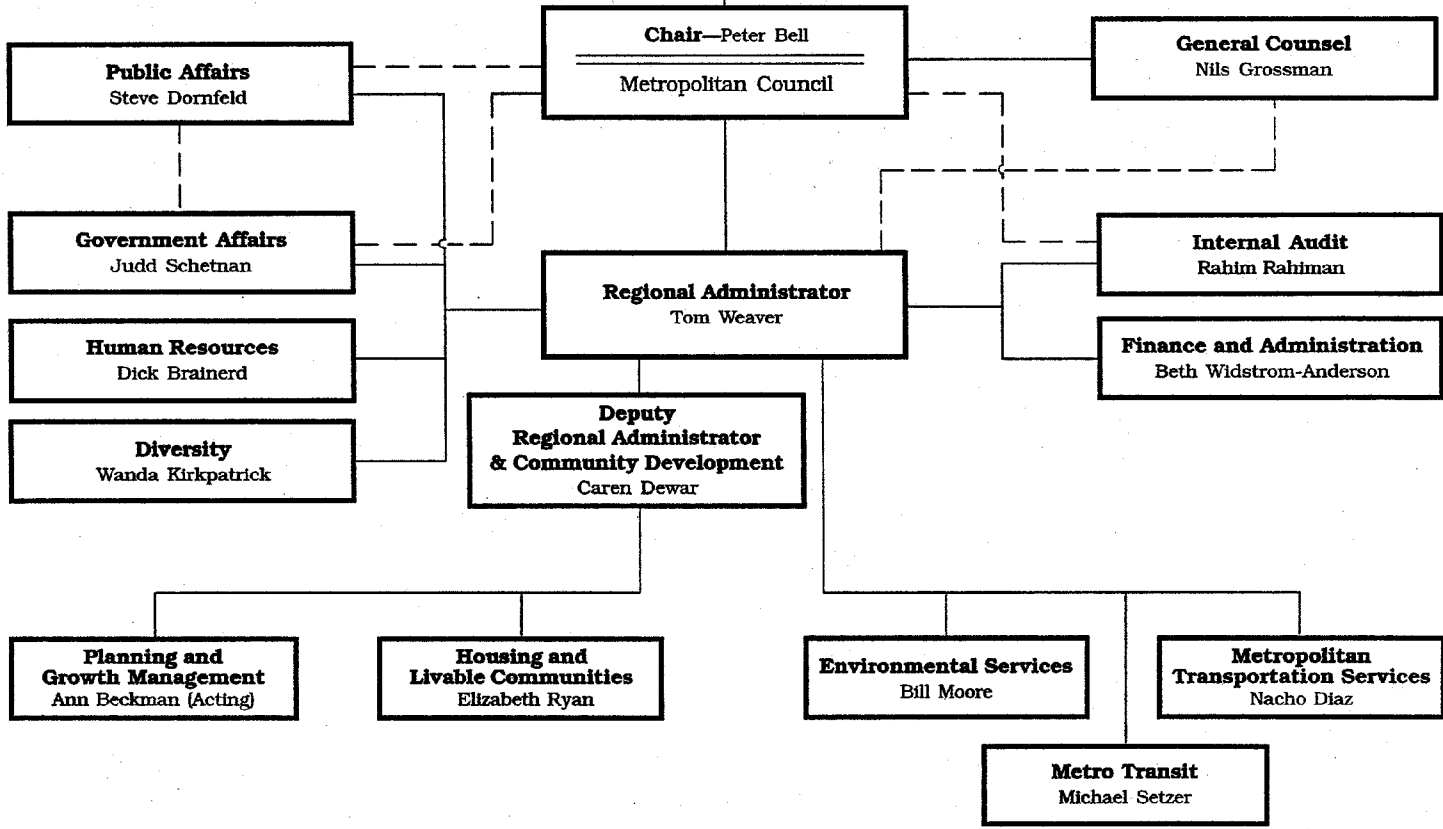 Chair—Peter Bell
Metropolitan Council
General Counsel
Nils Grossman
Public Affairs
Steve Dornfeld
Government Affairs
Judd Schetnan
Internal Audit
Rahim Rahiman
Regional Administrator
Tom Weaver
Human Resources
Dick Brainerd
Finance and Administration
Beth Widstrom-Anderson
Diversity
Wanda Kirkpatrick
Deputy
Regional Administrator
& Community Development
Caren Dewar
Planning and
Growth Management
Ann Beckman (Acting)
Housing and
Livable Communities
Elizabeth Ryan
Environmental Services
Bill Moore
Metropolitan
Transportation Services
Nacho Diaz
Metro Transit
Michael Setzer